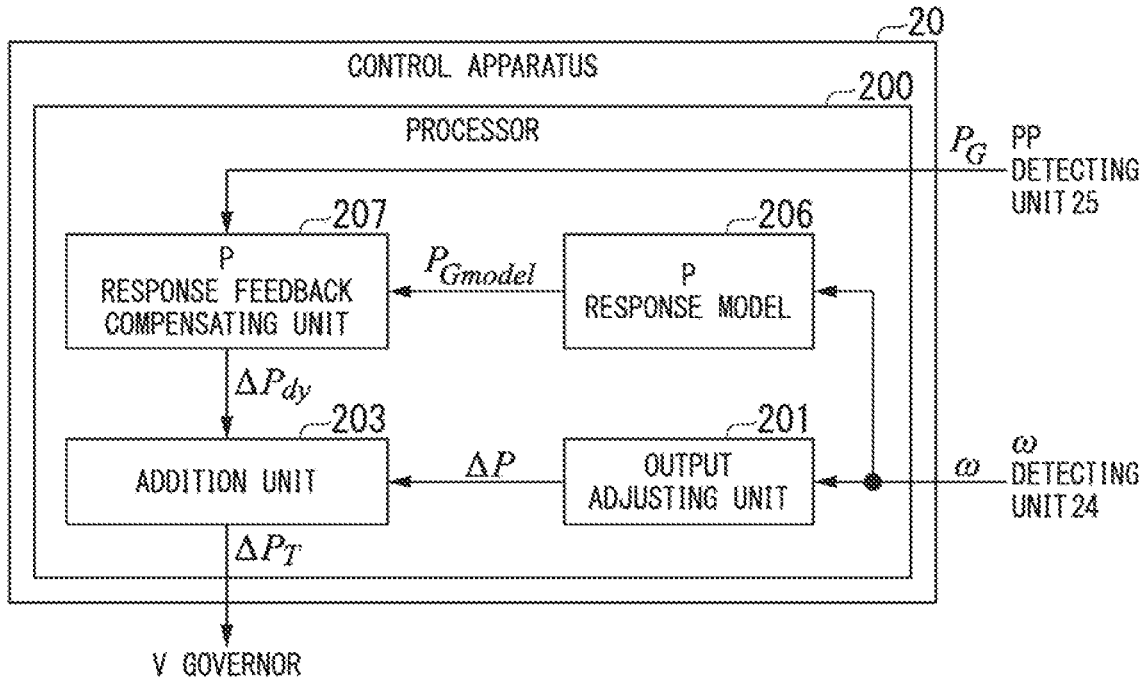 20
CONTROL APPARATUS
200
PROCESSOR
P_G
PP
DETECTING
UNIT 25
207
206
P
RESPONSE FEEDBACK
COMPENSATING UNIT
P_Gmodel
P
RESPONSE MODEL
ΔP_dy
203
201
ADDITION UNIT
ΔP
OUTPUT
ADJUSTING UNIT
ω
ω
DETECTING
UNIT 24
ΔP_T
V GOVERNOR